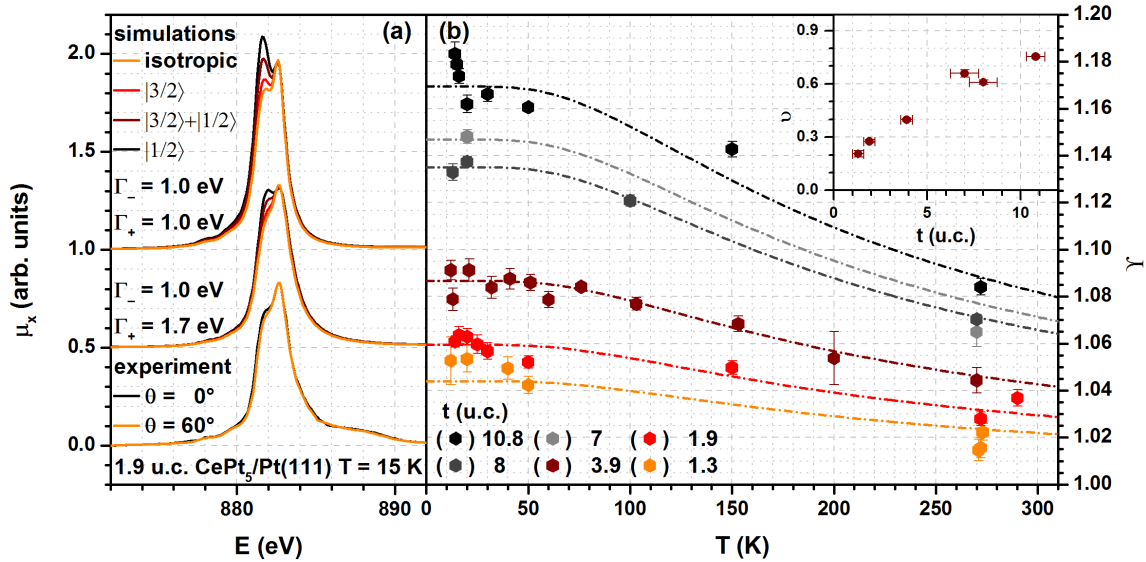 simulations (a)
isotropic
|3/2⟩
|3/2⟩+|1/2⟩
|1/2⟩
Γ₋ = 1.0 eV
Γ₊ = 1.0 eV
Γ₋ = 1.0 eV
Γ₊ = 1.7 eV
experiment
θ = 0°
θ = 60°
1.9 u.c. CePt₅/Pt(111) T = 15 K
μₓ (arb. units)
2.0
1.5
1.0
0.5
0.0
880 890
E (eV)
(b)
t (u.c.)
( ) 10.8 ( ) 7 ( ) 1.9
( ) 8 ( ) 3.9 ( ) 1.3
0 50 100 150 200 250 300
T (K)
0.9
0.6
0.3
0.0
υ
0 5 10
t (u.c.)
1.20
1.18
1.16
1.14
1.12
1.10
1.08
1.06
1.04
1.02
1.00
ϒ